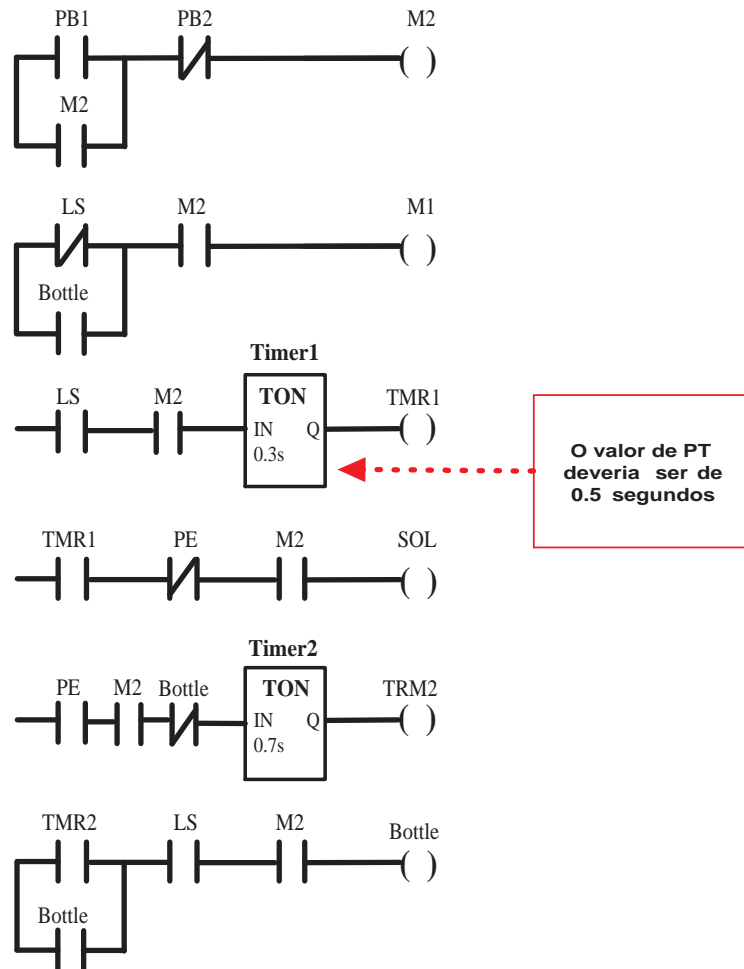 PB1 PB2 M2
( )
M2
LS M2 M1
( )
Bottle
Timer1
LS M2 TON TMR1
IN Q ( )
0.3s
O valor de PT
deveria ser de
0.5 segundos
TMR1 PE M2 SOL
( )
Timer2
PE M2 Bottle TON TRM2
IN Q ( )
0.7s
TMR2 LS M2 Bottle
( )
Bottle